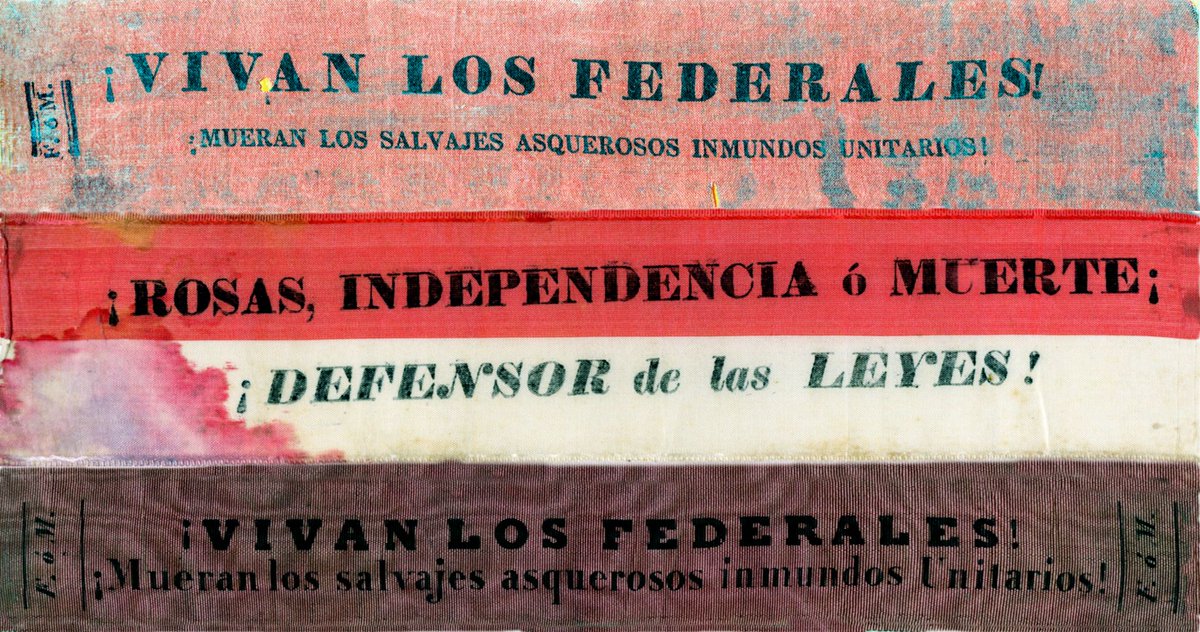 ¡VIVAN LOS FEDERALES!
F. ó M.
¡MUERAN LOS SALVAJES ASQUEROSOS INMUNDOS UNITARIOS!
¡ROSAS, INDEPENDENCIA ó MUERTE¡
¡DEFENSOR de las LEYES!
¡VIVAN LOS FEDERALES!
F. ó M.
F. ó M.
¡Mueran los salvajes asquerosos inmundos Unitarios!